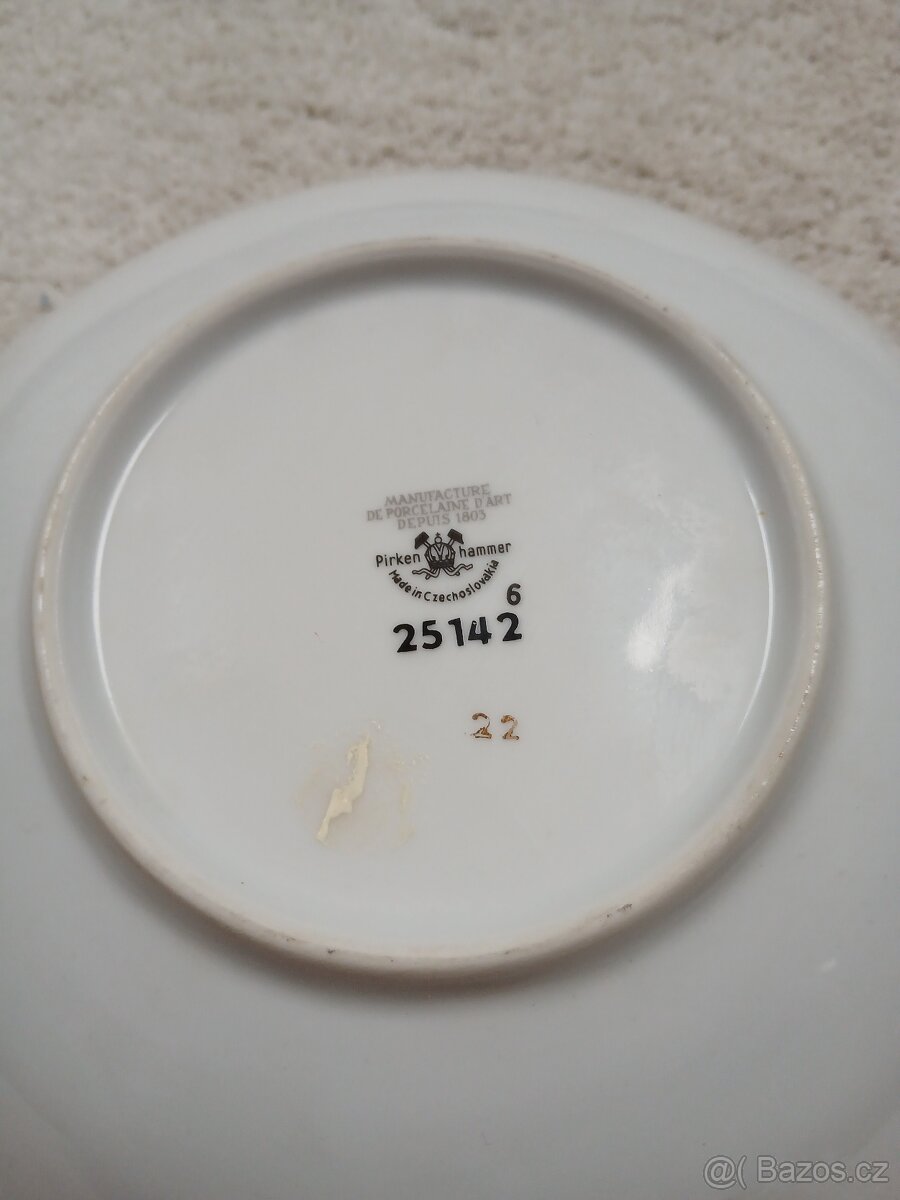 MANUFACTURE
DE PORCELAINE D'ART
DEPUIS 1803
Pirken hammer
Made in Czechoslovakia
6
25142
22
@( Bazos.cz